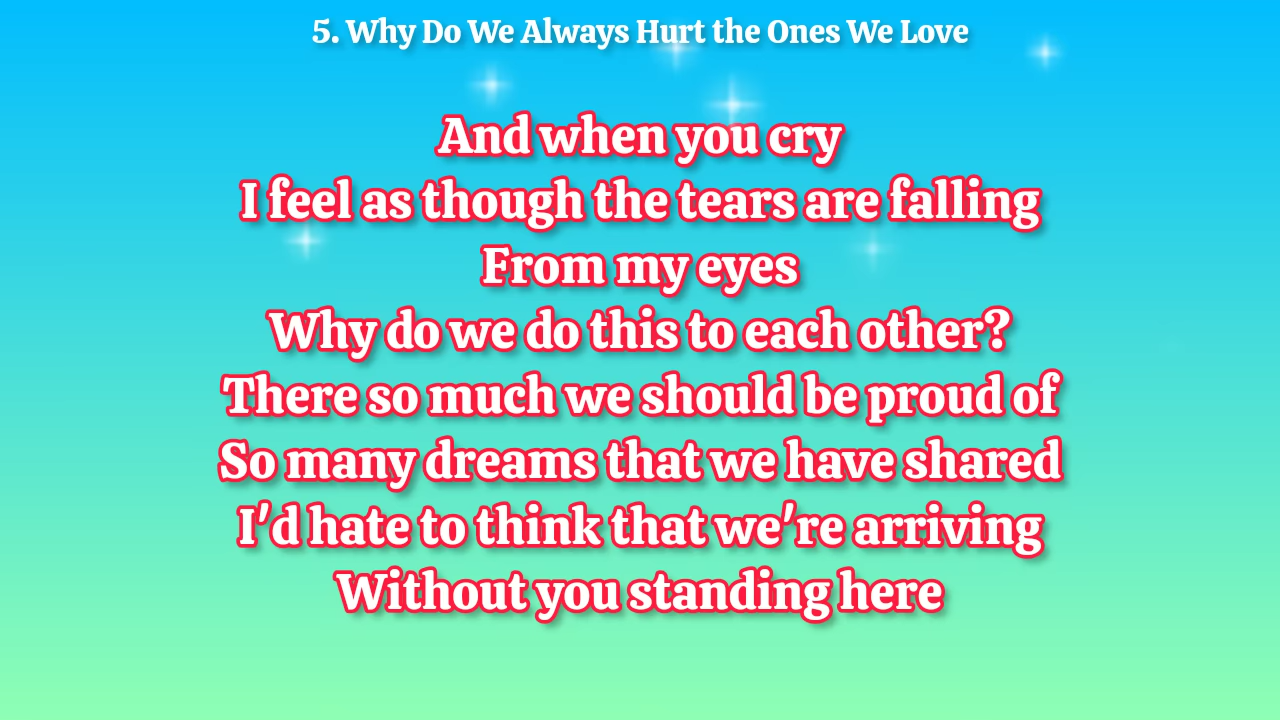 5. Why Do We Always Hurt the Ones We Love
And when you cry
I feel as though the tears are falling
From my eyes
Why do we do this to each other?
There so much we should be proud of
So many dreams that we have shared
I'd hate to think that we're arriving
Without you standing here